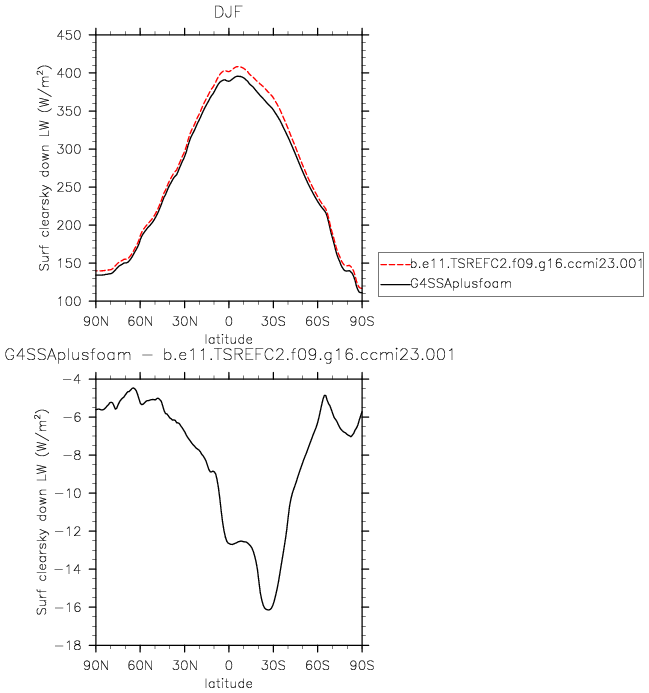 DJF
450
400
350
300
250
200
150
100
Surf clearsky down LW (W/m²)
90N 60N 30N 0 30S 60S 90S
latitude
b.e11.TSREFC2.f09.g16.ccmi23.001
G4SSAplusfoam
G4SSAplusfoam − b.e11.TSREFC2.f09.g16.ccmi23.001
−4
−6
−8
−10
−12
−14
−16
−18
Surf clearsky down LW (W/m²)
90N 60N 30N 0 30S 60S 90S
latitude